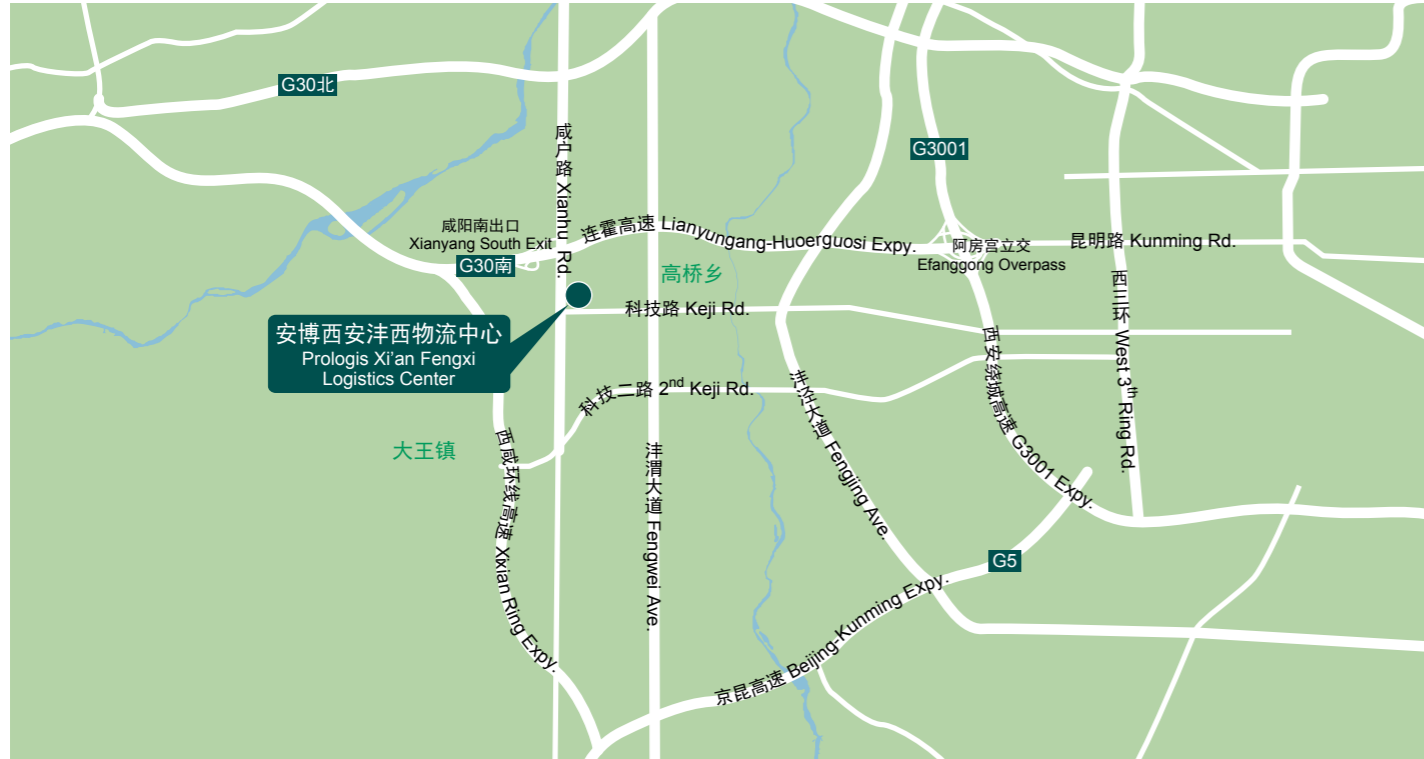 G30北
咸户路 Xianhu Rd.
G3001
咸阳南出口
Xianyang South Exit
G30南
连霍高速 Lianyungang-Huoerguosi Expy.
阿房宫立交
Efanggong Overpass
昆明路 Kunming Rd.
高桥乡
科技路 Keji Rd.
安博西安沣西物流中心
Prologis Xi'an Fengxi
Logistics Center
科技二路 2nd Keji Rd.
大王镇
西咸环线高速 Xixian Ring Expy.
沣渭大道 Fengwei Ave.
沣泾大道 Fengjing Ave.
西安绕城高速 G3001 Expy.
西三环 West 3th Ring Rd.
G5
京昆高速 Beijing-Kunming Expy.